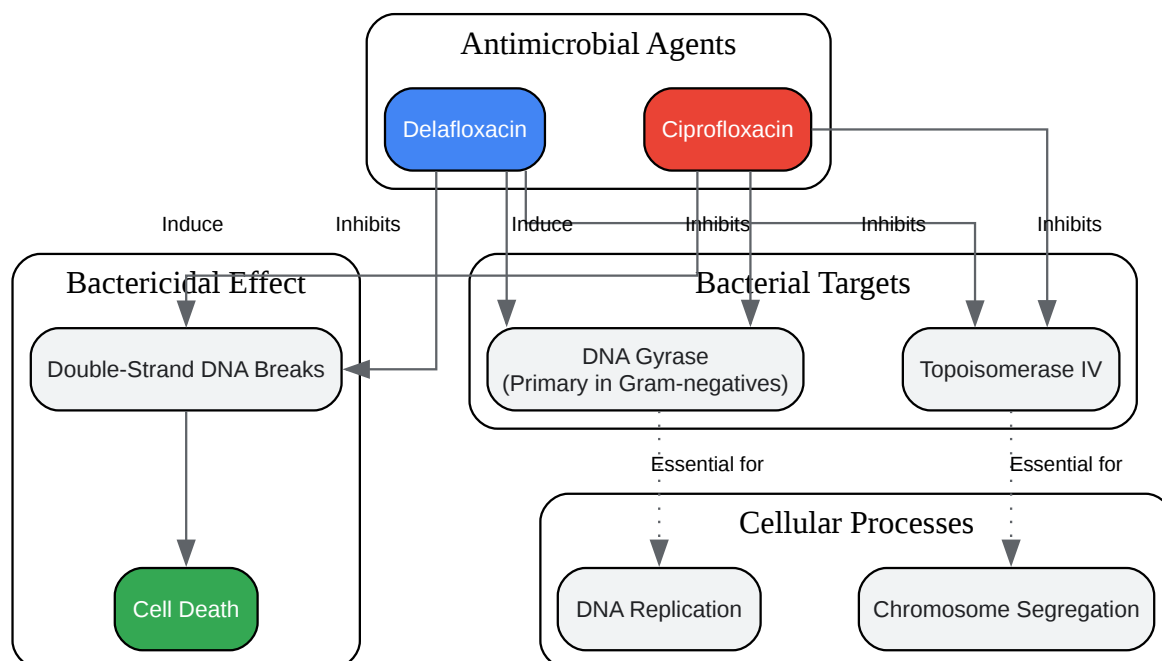 Antimicrobial Agents
Delafloxacin
Ciprofloxacin
Induce
Inhibits
Induce
Inhibits
Inhibits
Inhibits
Bactericidal Effect
Bacterial Targets
Double-Strand DNA Breaks
DNA Gyrase
(Primary in Gram-negatives)
Topoisomerase IV
Essential for
Essential for
Cellular Processes
Cell Death
DNA Replication
Chromosome Segregation